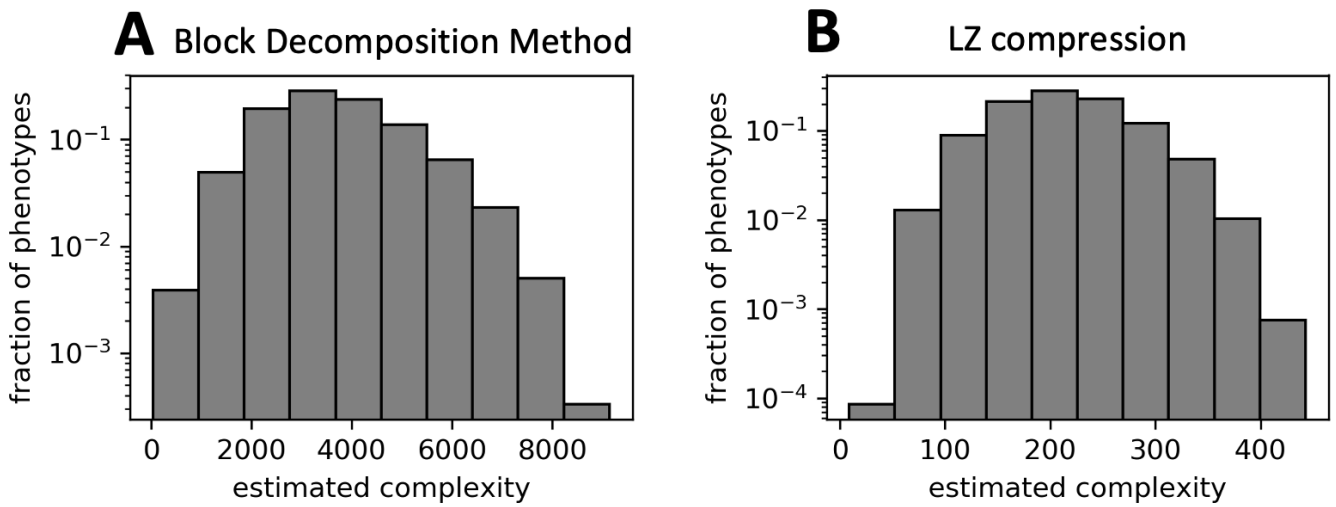 A Block Decomposition Method
fraction of phenotypes
10⁻¹
10⁻²
10⁻³
0 2000 4000 6000 8000
estimated complexity
B LZ compression
fraction of phenotypes
10⁻¹
10⁻²
10⁻³
10⁻⁴
0 100 200 300 400
estimated complexity